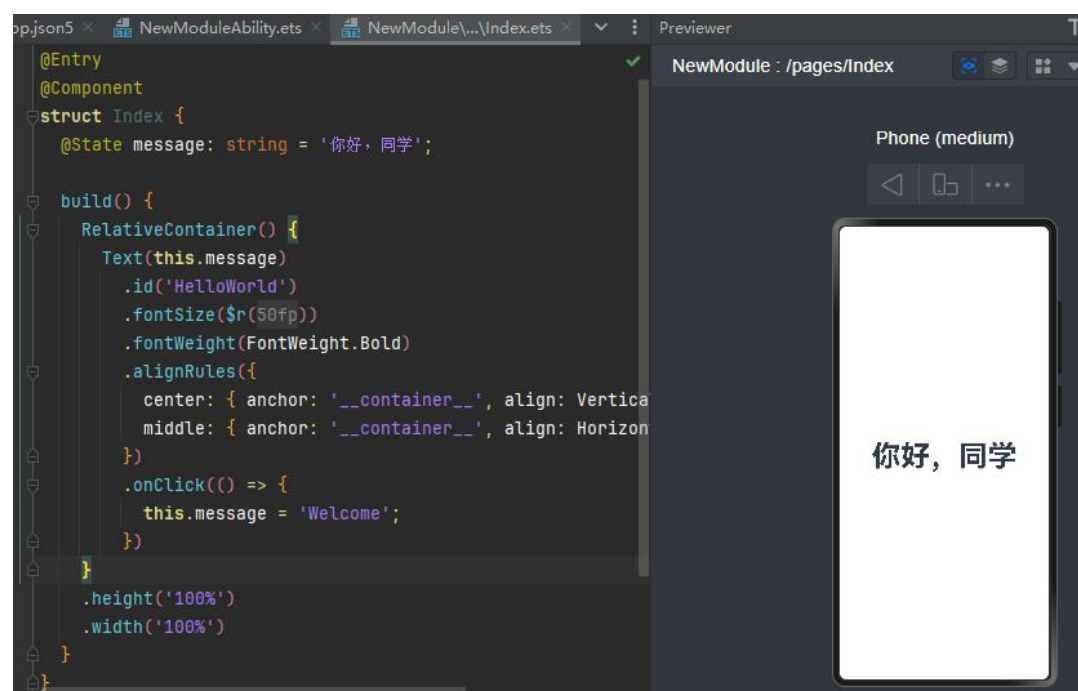 pp.json5
NewModuleAbility.ets
NewModule\...\Index.ets
Previewer
@Entry
@Component
struct Index {
@State message: string = '你好，同学';
build() {
RelativeContainer() {
Text(this.message)
.id('HelloWorld')
.fontSize($r(50fp))
.fontWeight(FontWeight.Bold)
.alignRules({
center: { anchor: '__container__', align: Vertica
middle: { anchor: '__container__', align: Horizon
})
.onClick(() => {
this.message = 'Welcome';
})
}
.height('100%')
.width('100%')
}
}
NewModule : /pages/Index
Phone (medium)
你好，同学